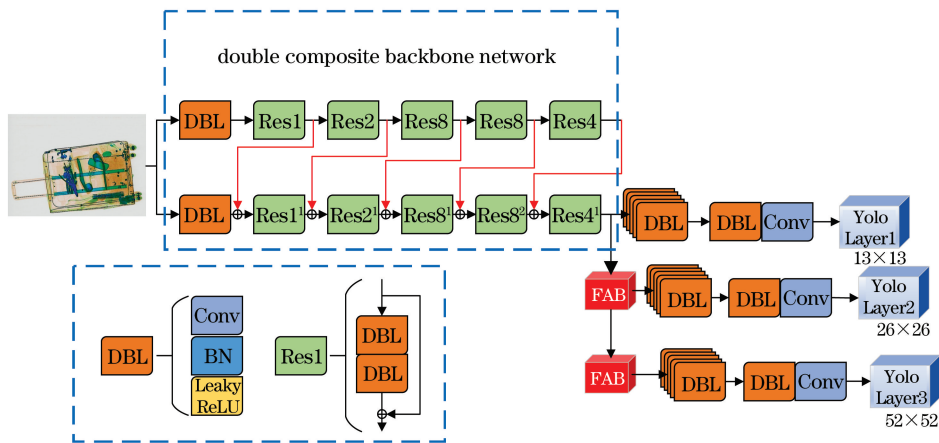 double composite backbone network
DBL Res1 Res2 Res8 Res8 Res4
DBL Res1¹ Res2¹ Res8¹ Res8² Res4¹
DBL DBL Conv Yolo
Layer1
13×13
FAB DBL DBL Conv Yolo
Layer2
26×26
FAB DBL DBL Conv Yolo
Layer3
52×52
DBL Conv
BN
Leaky
ReLU
Res1 DBL
DBL